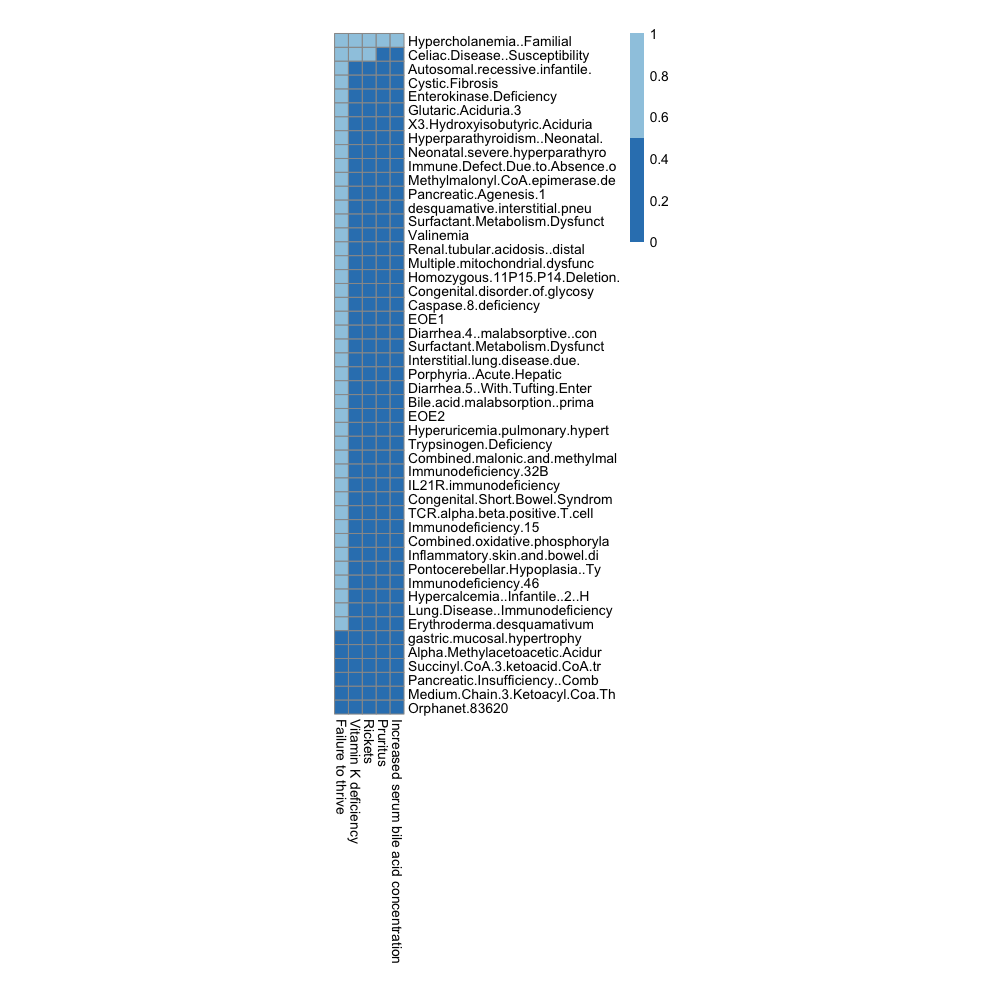 Hypercholanemia..Familial
Celiac.Disease..Susceptibility
Autosomal.recessive.infantile.
Cystic.Fibrosis
Enterokinase.Deficiency
Glutaric.Aciduria.3
X3.Hydroxyisobutyric.Aciduria
Hyperparathyroidism..Neonatal.
Neonatal.severe.hyperparathyro
Immune.Defect.Due.to.Absence.o
Methylmalonyl.CoA.epimerase.de
Pancreatic.Agenesis.1
desquamative.interstitial.pneu
Surfactant.Metabolism.Dysfunct
Valinemia
Renal.tubular.acidosis..distal
Multiple.mitochondrial.dysfunc
Homozygous.11P15.P14.Deletion.
Congenital.disorder.of.glycosy
Caspase.8.deficiency
EOE1
Diarrhea.4..malabsorptive..con
Surfactant.Metabolism.Dysfunct
Interstitial.lung.disease.due.
Porphyria..Acute.Hepatic
Diarrhea.5..With.Tufting.Enter
Bile.acid.malabsorption..prima
EOE2
Hyperuricemia.pulmonary.hypert
Trypsinogen.Deficiency
Combined.malonic.and.methylmal
Immunodeficiency.32B
IL21R.immunodeficiency
Congenital.Short.Bowel.Syndrom
TCR.alpha.beta.positive.T.cell
Immunodeficiency.15
Combined.oxidative.phosphoryla
Inflammatory.skin.and.bowel.di
Pontocerebellar.Hypoplasia..Ty
Immunodeficiency.46
Hypercalcemia..Infantile..2..H
Lung.Disease..Immunodeficiency
Erythroderma.desquamativum
gastric.mucosal.hypertrophy
Alpha.Methylacetoacetic.Acidur
Succinyl.CoA.3.ketoacid.CoA.tr
Pancreatic.Insufficiency..Comb
Medium.Chain.3.Ketoacyl.Coa.Th
Orphanet.83620
1
0.8
0.6
0.4
0.2
0
Failure to thrive
Vitamin K deficiency
Rickets
Pruritus
Increased serum bile acid concentration